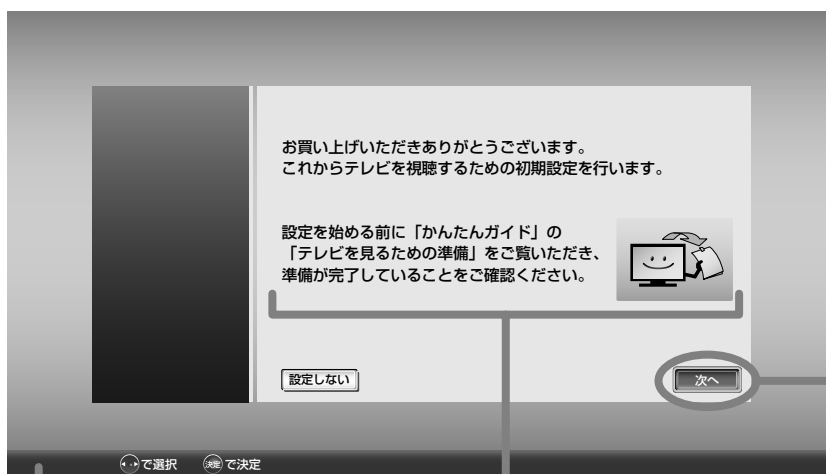 お買い上げいただきありがとうございます。
これからテレビを視聴するための初期設定を行います。
設定を始める前に「かんたんガイド」の
「テレビを見るための準備」をご覧いただき、
準備が完了していることをご確認ください。
設定しない
次へ
で選択 決定 で決定